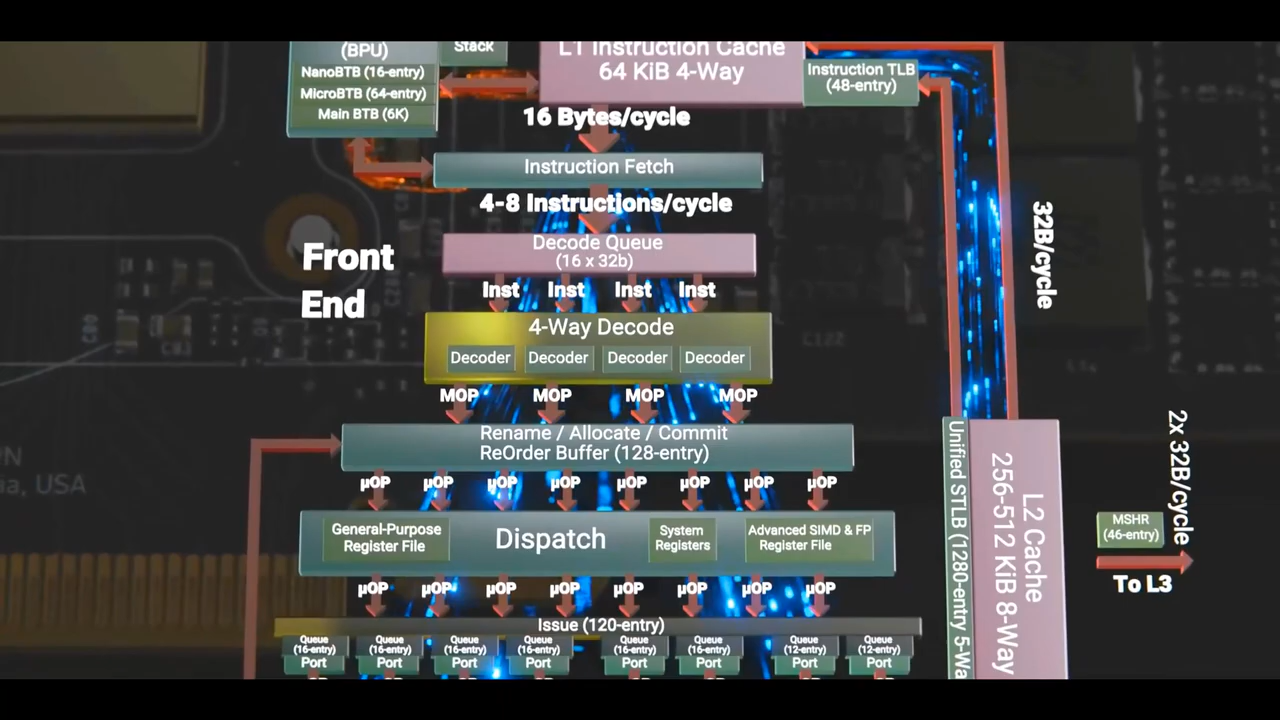 (BPU)
NanoBTB (16-entry)
MicroBTB (64-entry)
Main BTB (6K)
Stack
L1 Instruction Cache
64 KiB 4-Way
Instruction TLB
(48-entry)
16 Bytes/cycle
Instruction Fetch
4-8 Instructions/cycle
Decode Queue
(16 x 32b)
Front
End
Inst Inst Inst Inst
4-Way Decode
Decoder Decoder Decoder Decoder
MOP MOP MOP MOP
Rename / Allocate / Commit
ReOrder Buffer (128-entry)
µOP µOP µOP µOP µOP µOP µOP µOP
General-Purpose
Register File
Dispatch
System
Registers
Advanced SIMD & FP
Register File
µOP µOP µOP µOP µOP µOP µOP µOP
Issue (120-entry)
Queue Queue Queue Queue Queue Queue Queue Queue
(16-entry) (16-entry) (16-entry) (16-entry) (16-entry) (16-entry) (12-entry) (12-entry)
Port Port Port Port Port Port Port Port
32B/cycle
Unified STLB (1280-entry 5-Wa
L2 Cache
256-512 KiB 8-Way
2x 32B/cycle
MSHR
(46-entry)
To L3
C122
USA